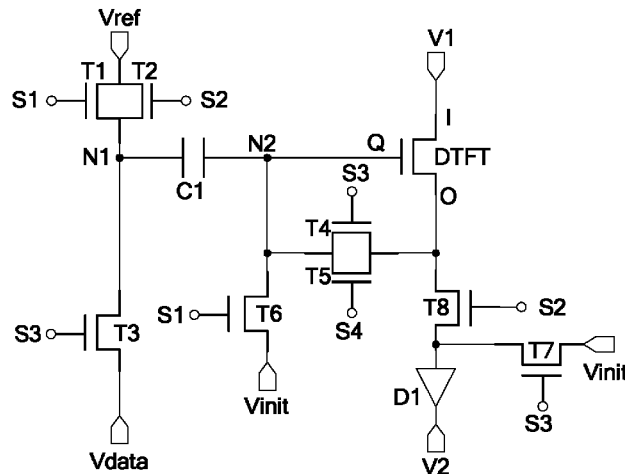 Vref
V1
T1 T2
S1
S2
I
N1
N2
Q
DTFT
C1
S3
O
T4
T5
T8
S2
S3
T3
S1
T6
S4
T7
Vinit
Vinit
D1
S3
Vdata
V2